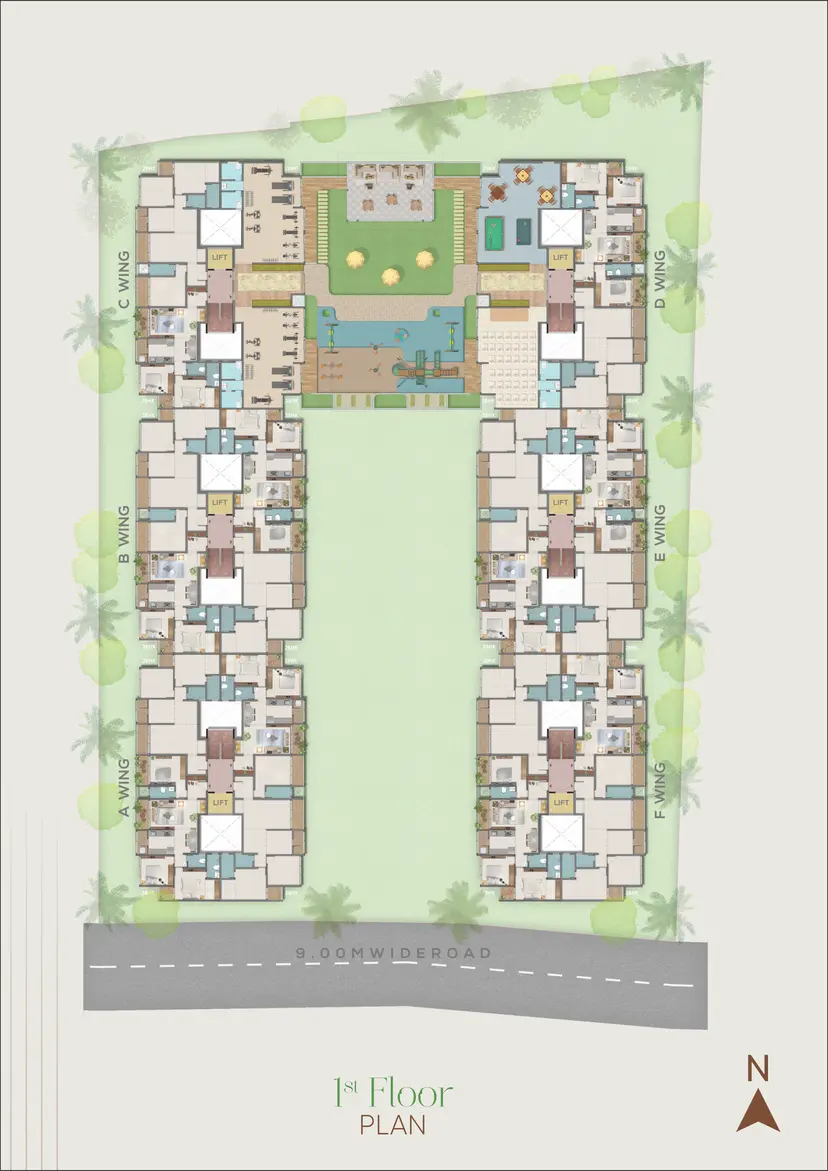 C WING
LIFT
LIFT
D WING
B WING
LIFT
LIFT
E WING
A WING
LIFT
LIFT
F WING
9.00MWIDEROAD
1st Floor
PLAN
N